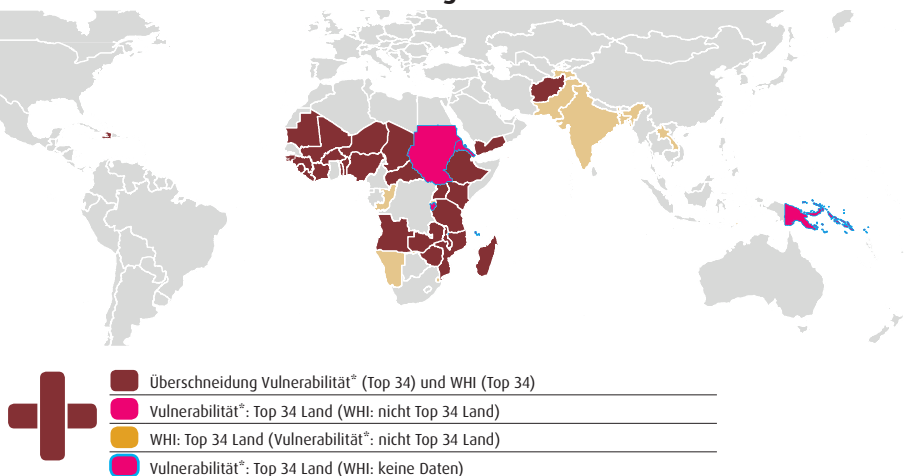 Überschneidung Vulnerabilität* (Top 34) und WHI (Top 34)
Vulnerabilität*: Top 34 Land (WHI: nicht Top 34 Land)
WHI: Top 34 Land (Vulnerabilität*: nicht Top 34 Land)
Vulnerabilität*: Top 34 Land (WHI: keine Daten)